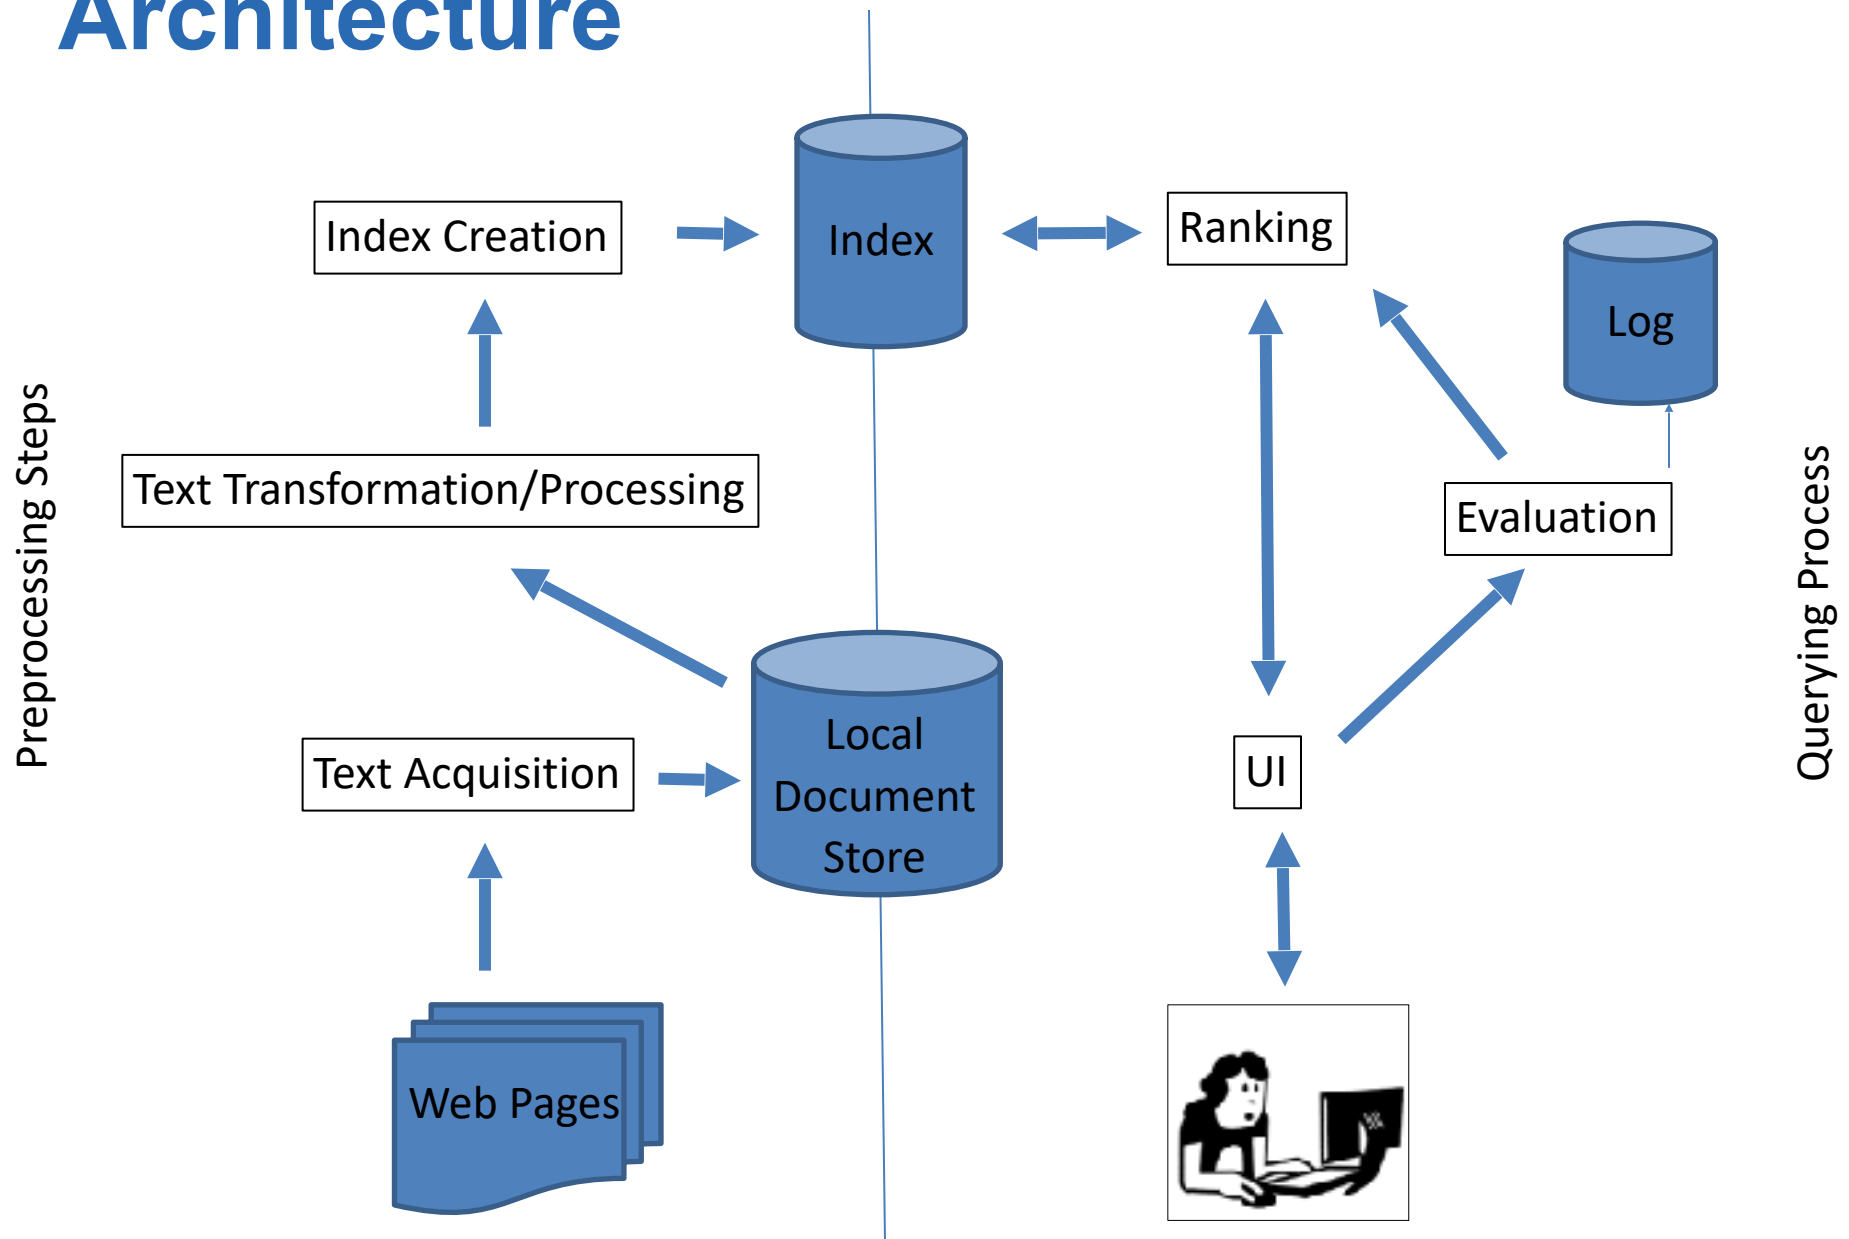 Architecture
Preprocessing Steps
Index Creation
Index
Ranking
Log
Text Transformation/Processing
Evaluation
Querying Process
Text Acquisition
Local
Document
Store
UI
Web Pages